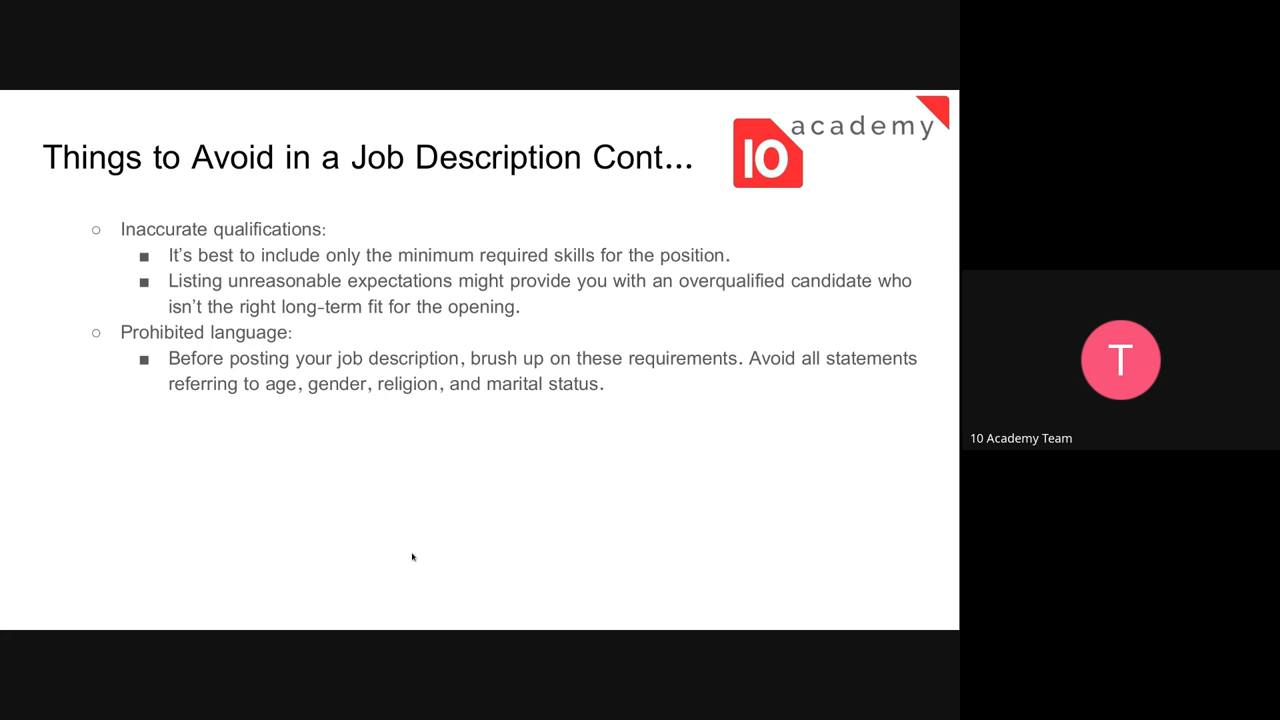 academy
10
Things to Avoid in a Job Description Cont...
○ Inaccurate qualifications:
■ It's best to include only the minimum required skills for the position.
■ Listing unreasonable expectations might provide you with an overqualified candidate who
isn't the right long-term fit for the opening.
○ Prohibited language:
■ Before posting your job description, brush up on these requirements. Avoid all statements
referring to age, gender, religion, and marital status.
T
10 Academy Team